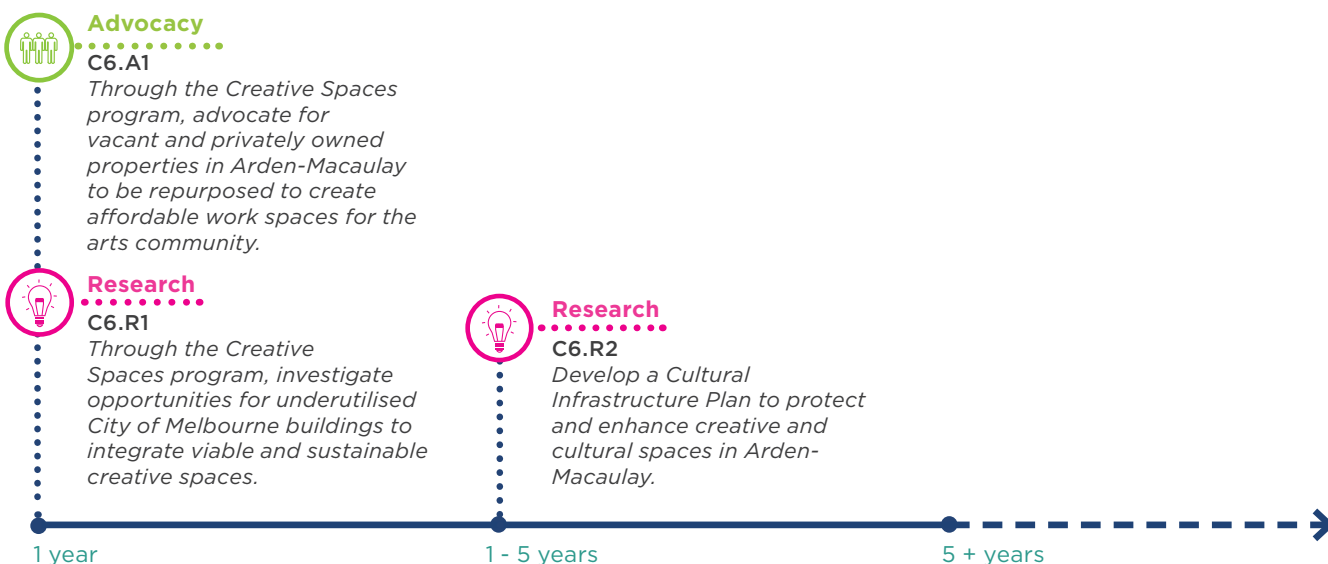 Advocacy
C6.A1
Through the Creative Spaces
program, advocate for
vacant and privately owned
properties in Arden-Macaulay
to be repurposed to create
affordable work spaces for the
arts community.
Research
C6.R1
Through the Creative
Spaces program, investigate
opportunities for underutilised
City of Melbourne buildings to
integrate viable and sustainable
creative spaces.
Research
C6.R2
Develop a Cultural
Infrastructure Plan to protect
and enhance creative and
cultural spaces in Arden-
Macaulay.
1 year
1 - 5 years
5 + years